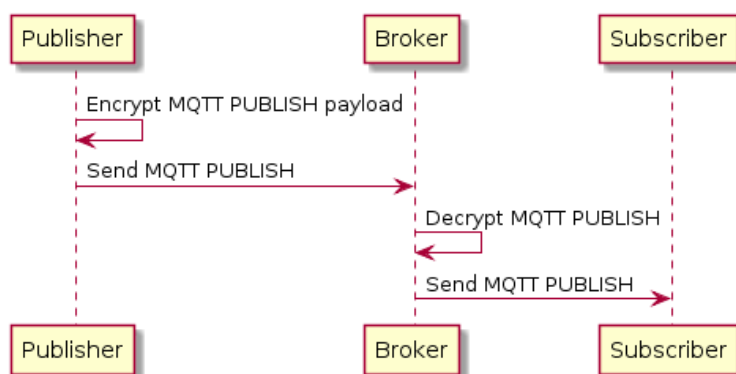 Publisher
Broker
Subscriber
Encrypt MQTT PUBLISH payload
Send MQTT PUBLISH
Decrypt MQTT PUBLISH
Send MQTT PUBLISH
Publisher
Broker
Subscriber